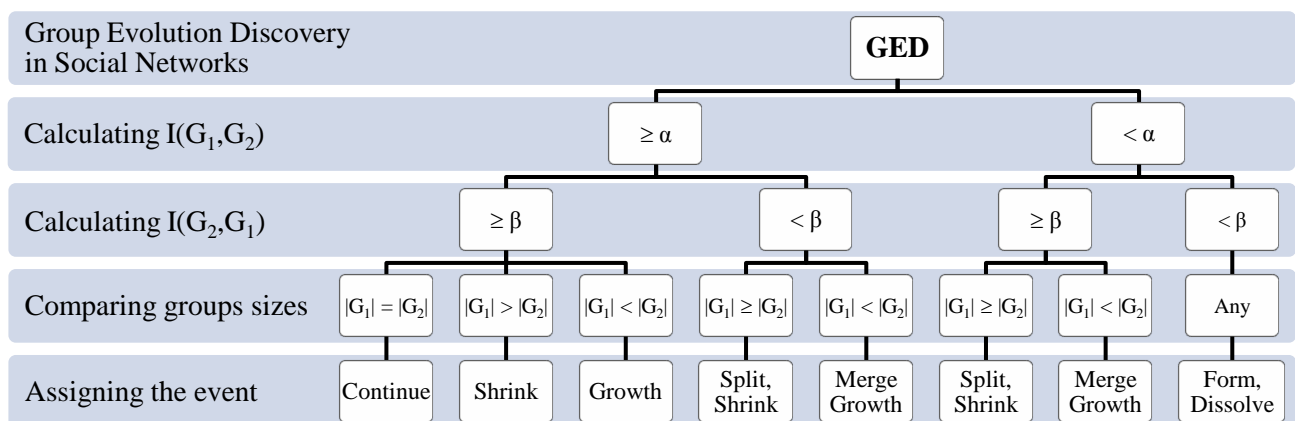 Group Evolution Discovery
in Social Networks
GED
Calculating I(G₁,G₂)
≥ α
< α
Calculating I(G₂,G₁)
≥ β
< β
≥ β
< β
Comparing groups sizes
|G₁| = |G₂|
|G₁| > |G₂|
|G₁| < |G₂|
|G₁| ≥ |G₂|
|G₁| < |G₂|
|G₁| ≥ |G₂|
|G₁| < |G₂|
Any
Assigning the event
Continue
Shrink
Growth
Split,
Shrink
Merge
Growth
Split,
Shrink
Merge
Growth
Form,
Dissolve